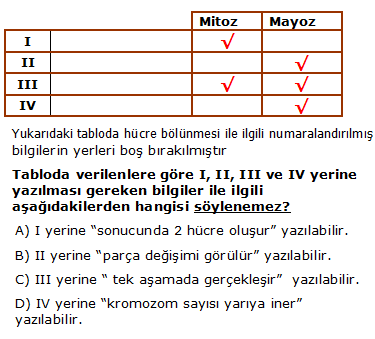 Mitoz Mayoz
I √
II √
III √ √
IV √
Yukarıdaki tabloda hücre bölünmesi ile ilgili numaralandırılmış
bilgilerin yerleri boş bırakılmıştır
Tabloda verilenlere göre I, II, III ve IV yerine
yazılması gereken bilgiler ile ilgili
aşağıdakilerden hangisi söylenemez?
A) I yerine “sonucunda 2 hücre oluşur” yazılabilir.
B) II yerine “parça değişimi görülür” yazılabilir.
C) III yerine “ tek aşamada gerçekleşir” yazılabilir.
D) IV yerine “kromozom sayısı yarıya iner”
yazılabilir.